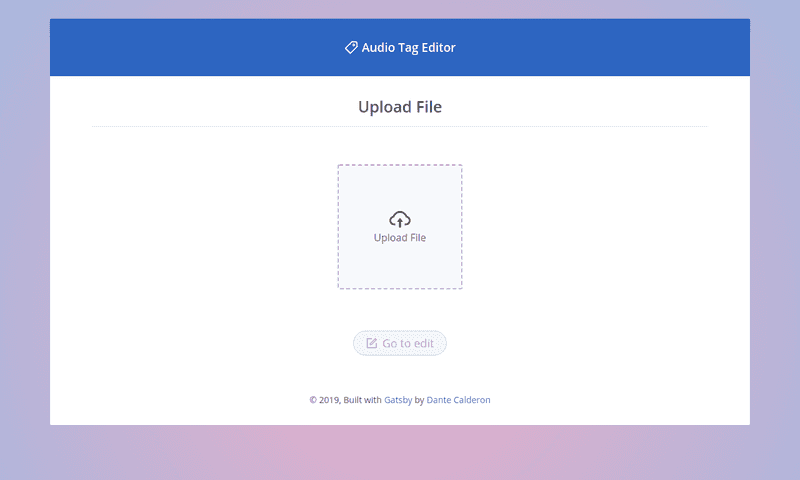 Audio Tag Editor
Upload File
Upload File
Go to edit
© 2019, Built with Gatsby by Dante Calderon